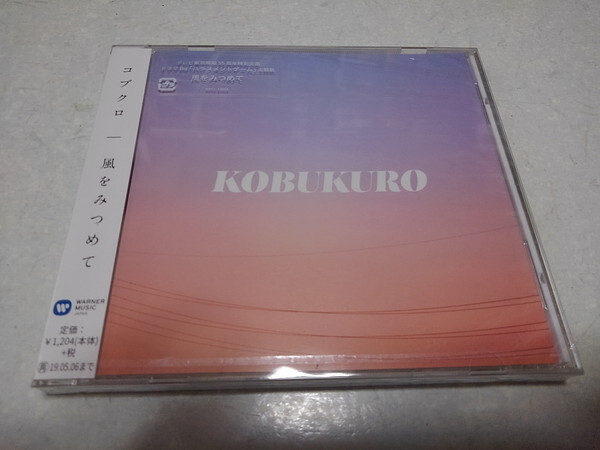 コブクロ｜風をみつめて
WARNER
MUSIC
定価：
¥1,204(本体)
+税
19.05.06まで
風をみつめて
KOBUKURO